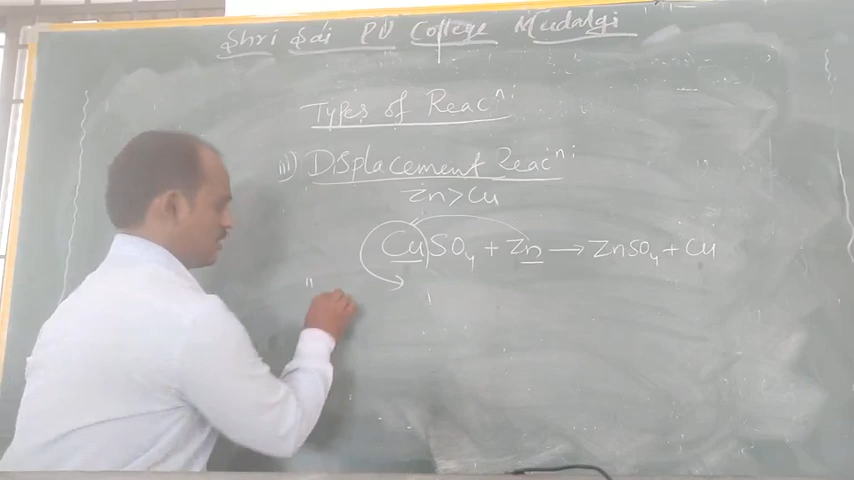 Shri Sai PU College Mudalgi
Types of Reacⁿ:
iii) Displacement Reacⁿ:
Zn > Cu
CuSO₄ + Zn → ZnSO₄ + Cu
"